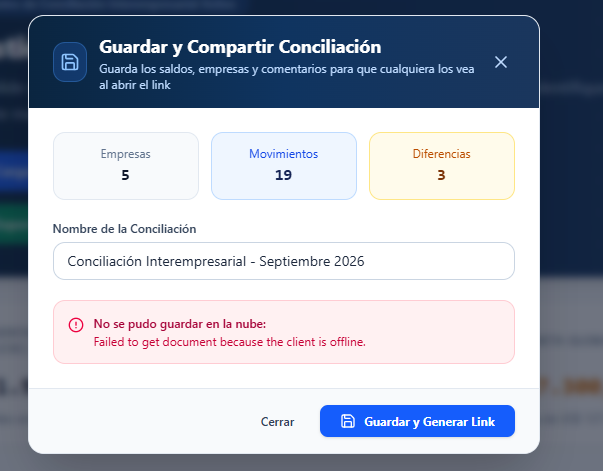 Guardar y Compartir Conciliación
Guarda los saldos, empresas y comentarios para que cualquiera los vea
al abrir el link
Empresas
5
Movimientos
19
Diferencias
3
Nombre de la Conciliación
Conciliación Interempresarial - Septiembre 2026
No se pudo guardar en la nube:
Failed to get document because the client is offline.
Cerrar
Guardar y Generar Link